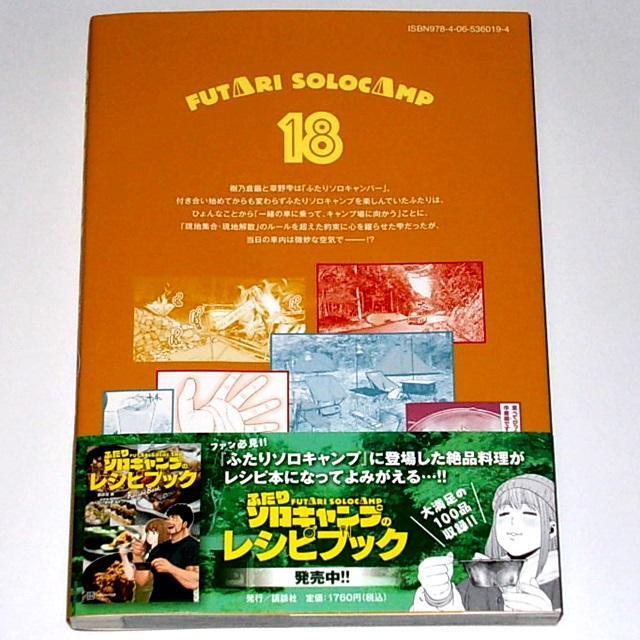 ISBN978-4-06-536019-4
FUTARI SOLOCAMP
18
樹乃倉厳と草野雫は「ふたりソロキャンパー」。
付き合い始めてからも変わらずふたりソロキャンプを楽しんでいたふたりは、
ひょんなことから「一緒の車に乗って、キャンプ場に向かう」ことに。
「現地集合・現地解散」のルールを超えた約束に心を躍らせた雫だったが、
当日の車内は微妙な空気で——!?
ファン必見!!
「ふたりソロキャンプ」に登場した絶品料理が
レシピ本になってよみがえる…!!
ふたり
FUTARI SOLOCAMP
ソロキャンプの
レシピブック
ふたり
FUTARI SOLOCAMP
ソロキャンプの
レシピブック
大満足の
100品
収録!!
発売中!!
発行/講談社 定価:1760円(税込)